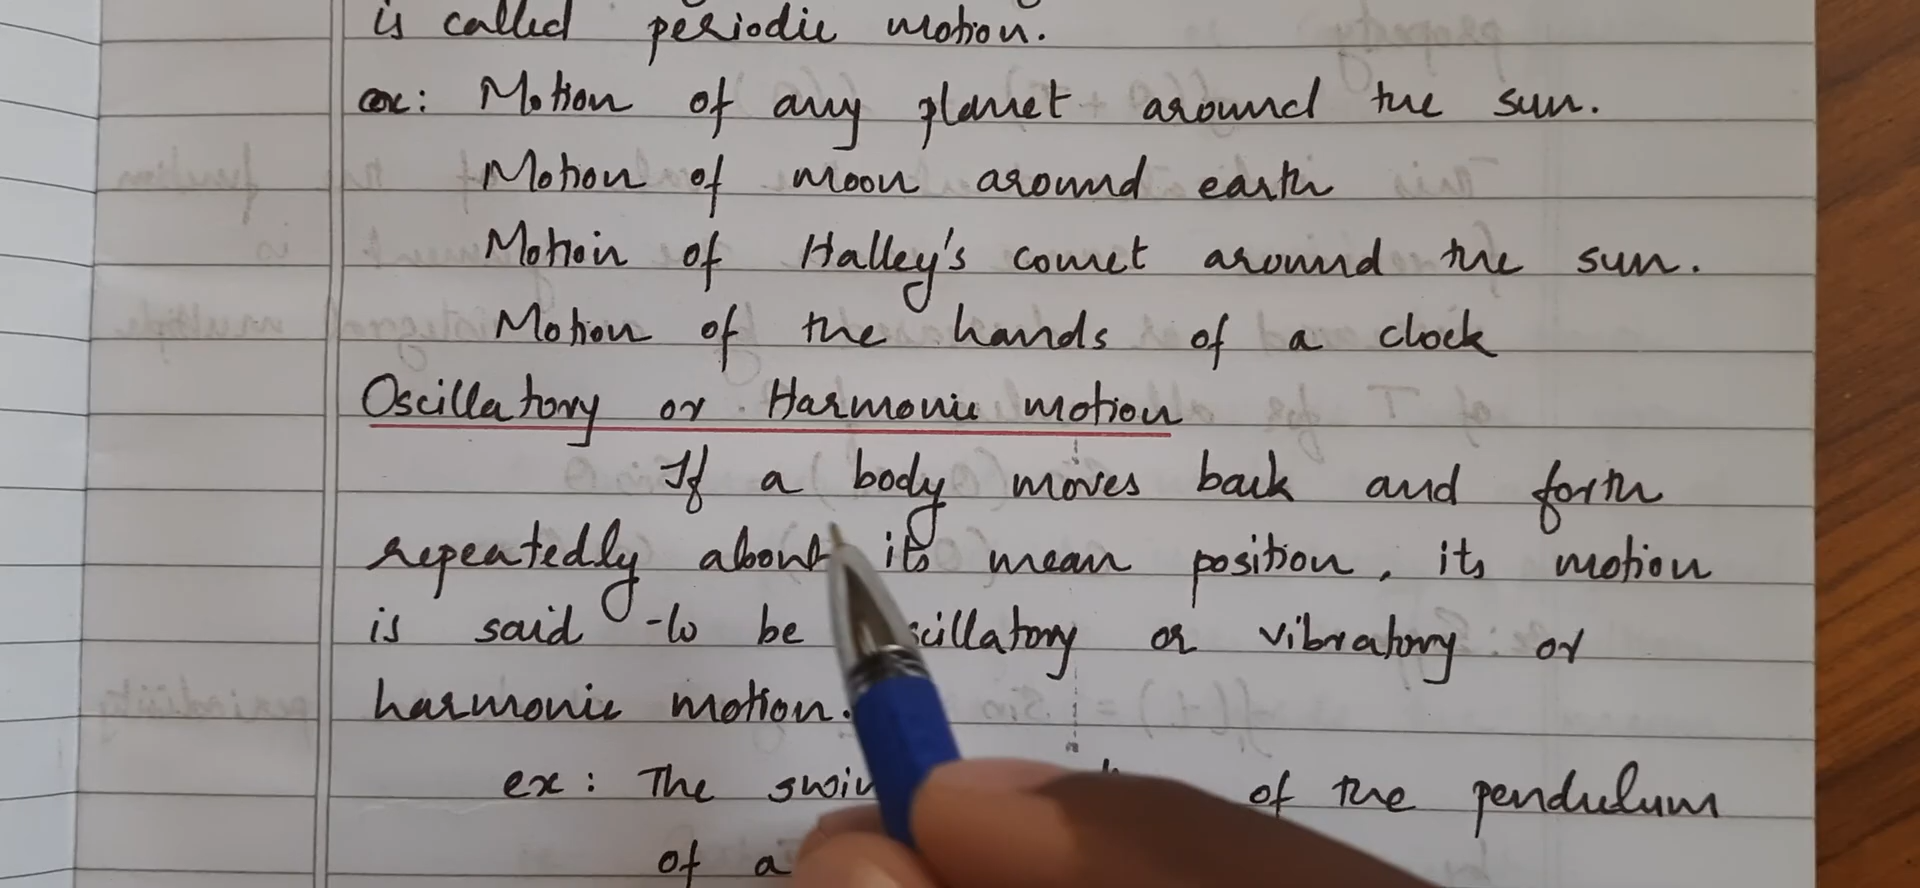 is called periodic motion.
ex: Motion of any planet around the sun.
Motion of moon around earth
Motion of Halley's comet around the sun.
Motion of the hands of a clock
Oscillatory or Harmonic motion
If a body moves back and forth
repeatedly about its mean position, its motion
is said to be oscillatory or vibratory or
harmonic motion.
ex: The of the pendulum
of a